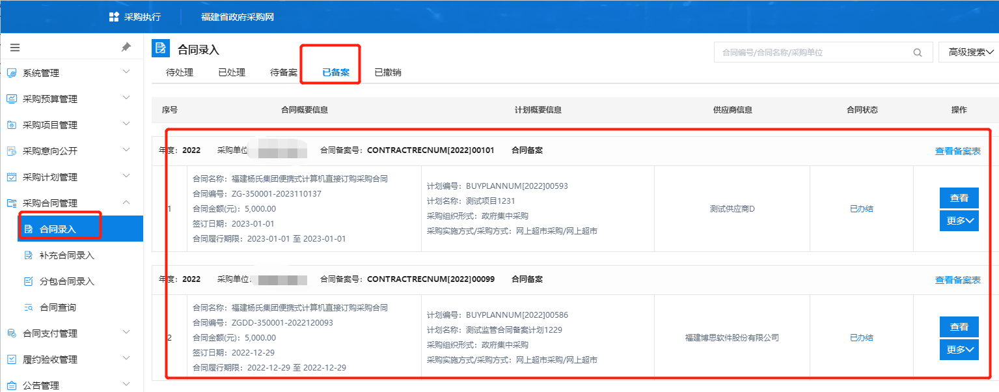 采购执行 福建省政府采购网
合同录入
合同编号/合同名称/采购单位 高级搜索
待处理 已处理 待备案 已备案 已撤销
系统管理
采购预算管理
采购项目管理
采购意向公开
采购计划管理
采购合同管理
合同录入
补充合同录入
分包合同录入
合同查询
合同支付管理
履约验收管理
公告管理
序号 合同概要信息 计划概要信息 供应商信息 合同状态 操作
年度：2022 采购单位 合同备案号：CONTRACTRECNUM[2022]00101 合同备案 查看备案表
1
合同名称：福建杨氏集团便携式计算机直接订购采购合同
合同编号：ZG-350001-2023110137
合同金额(元)：5,000.00
签订日期：2023-01-01
合同履行期限：2023-01-01 至 2023-01-01
计划编号：BUYPLANNUM[2022]00593
计划名称：测试项目1231
采购组织形式：政府集中采购
采购实施方式/采购方式：网上超市采购/网上超市
测试供应商D
已办结
查看
更多
年度：2022 采购单位: 合同备案号：CONTRACTRECNUM[2022]00099 合同备案 查看备案表
2
合同名称：福建杨氏集团便携式计算机直接订购采购合同
合同编号：ZGDD-350001-2022120093
合同金额(元)：5,000.00
签订日期：2022-12-29
合同履行期限：2022-12-29 至 2022-12-29
计划编号：BUYPLANNUM[2022]00586
计划名称：测试监管合同备案计划1229
采购组织形式：政府集中采购
采购实施方式/采购方式：网上超市采购/网上超市
福建博思软件股份有限公司
已办结
查看
更多